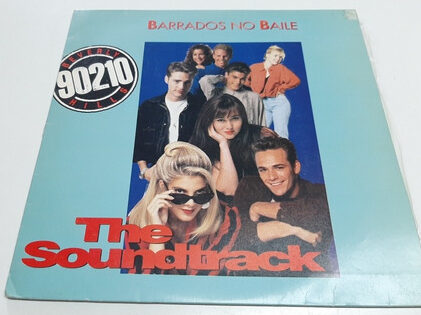 BARRADOS NO BAILE
BEVERLY
90210
HILLS
The
Soundtrack